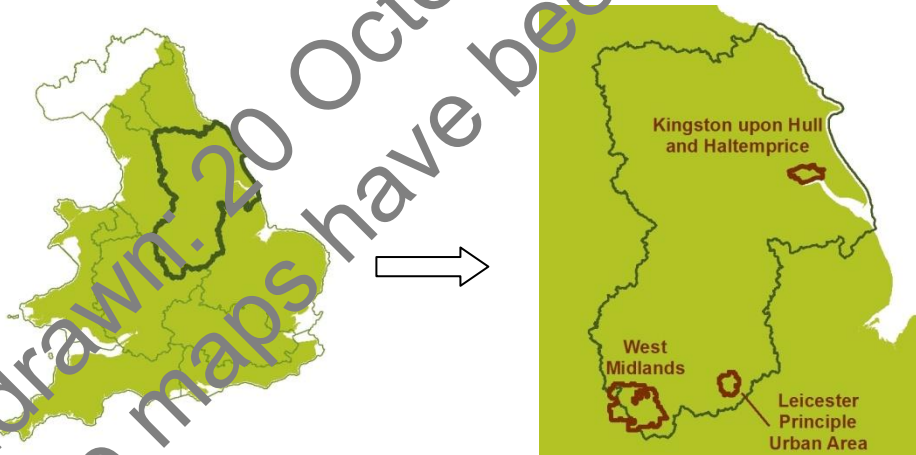 drawn: 20 Octo
maps have bee
Kingston upon Hull
and Haltemprice
West
Midlands
Leicester
Principle
Urban Area